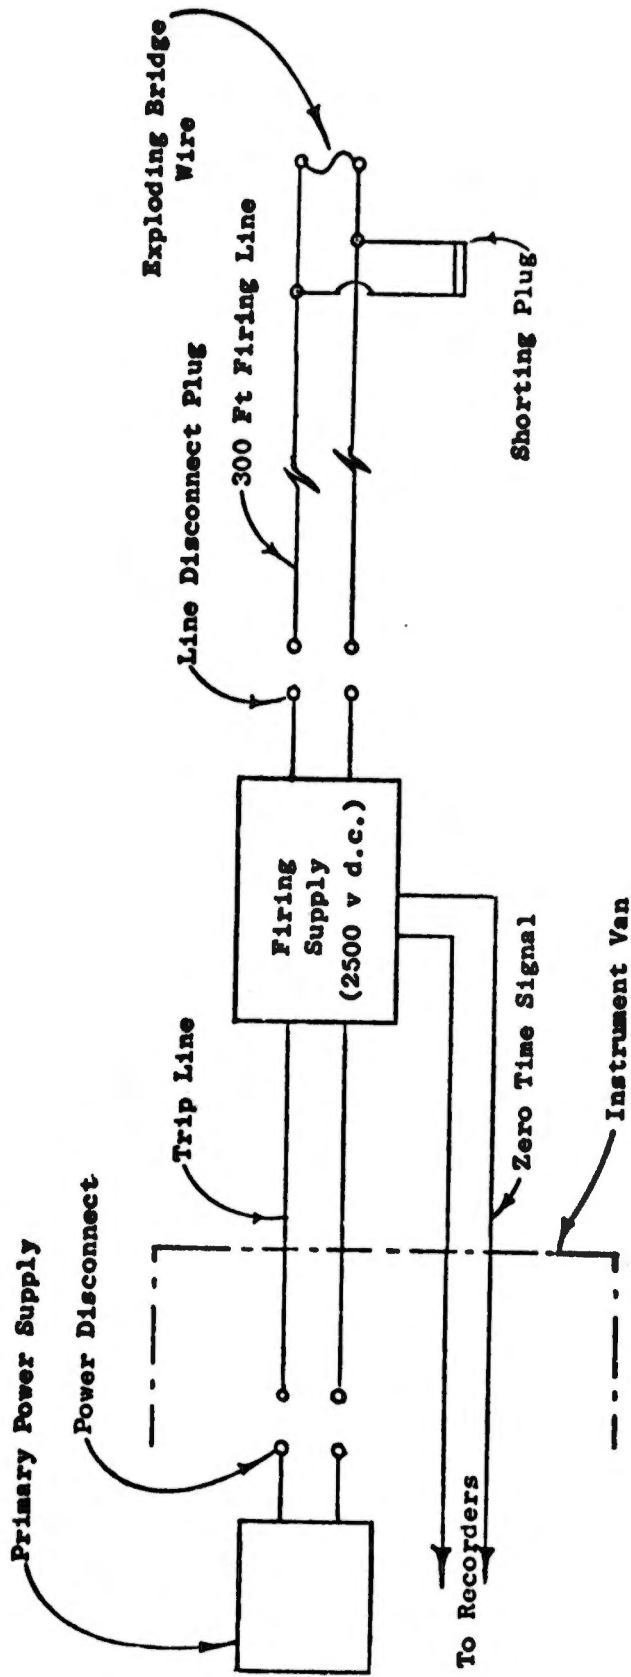 Primary Power Supply
Power Disconnect
Trip Line
Firing
Supply
(2500 v d.c.)
Line Disconnect Plug
300 Ft Firing Line
Exploding Bridge
Wire
Shorting Plug
Zero Time Signal
Instrument Van
To Recorders